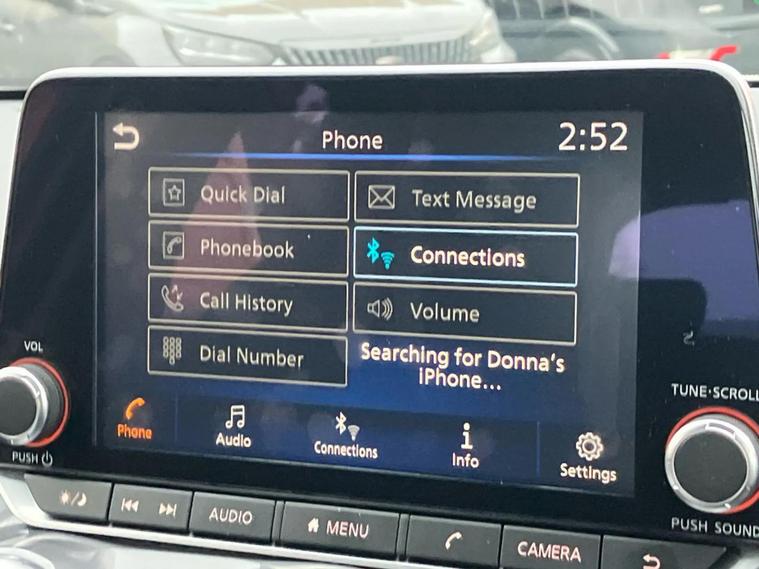 Phone
2:52
Quick Dial
Text Message
Phonebook
Connections
Call History
Volume
Dial Number
Searching for Donna's
iPhone...
Phone
Audio
Connections
Info
Settings
VOL
PUSH
TUNE·SCROLL
PUSH SOUND
AUDIO
MENU
CAMERA